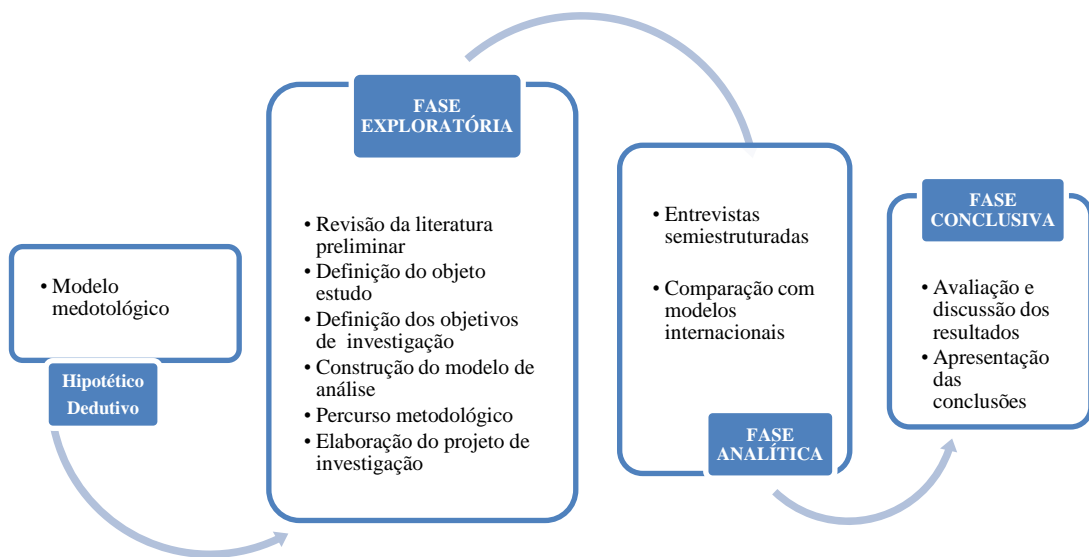 • Modelo
medotológico
Hipotético
Dedutivo
FASE
EXPLORATÓRIA
• Revisão da literatura
preliminar
• Definição do objeto
estudo
• Definição dos objetivos
de investigação
• Construção do modelo de
análise
• Percurso metodológico
• Elaboração do projeto de
investigação
• Entrevistas
semiestruturadas
• Comparação com
modelos
internacionais
FASE
ANALÍTICA
FASE
CONCLUSIVA
• Avaliação e
discussão dos
resultados
• Apresentação
das
conclusões